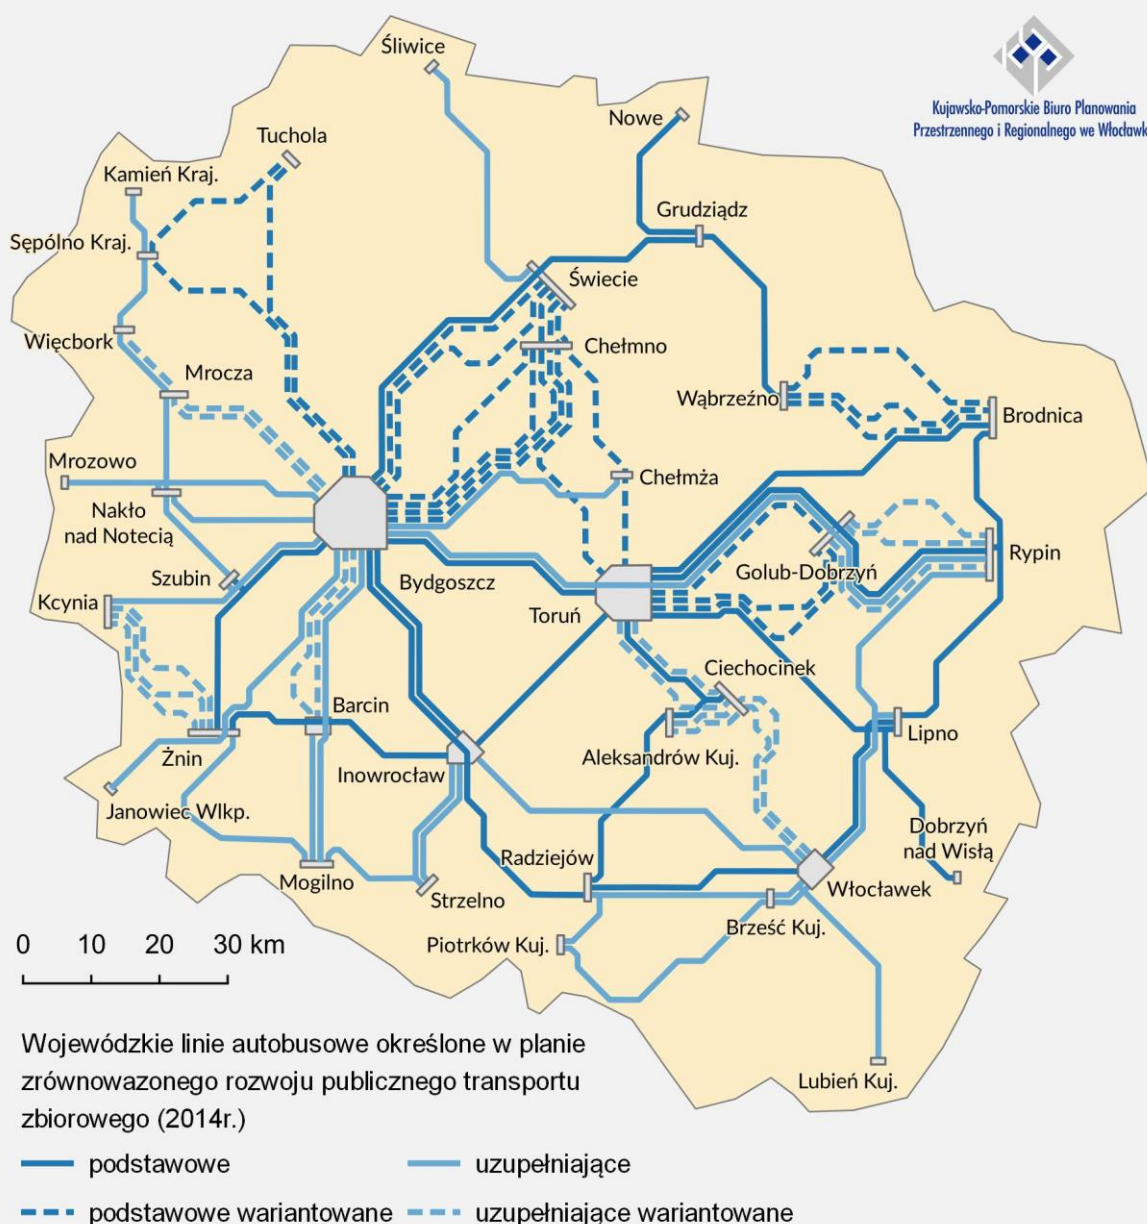 Śliwice
Kujawsko-Pomorskie Biuro Planowania
Przestrzennego i Regionalnego we Włocławk
Nowe
Tuchola
Kamień Kraj.
Grudziądz
Sępólno Kraj.
Świecie
Więcbork
Chełmno
Mrocza
Wąbrzeźno
Brodnica
Mrozowo
Chełmża
Nakło
nad Notecią
Szubin
Bydgoszcz
Golub-Dobrzyń
Rypin
Kcynia
Toruń
Ciechocinek
Barcin
Żnin
Inowrocław
Aleksandrów Kuj.
Lipno
Janowiec Wlkp.
Dobrzyń
nad Wisłą
Radziejów
Mogilno
Strzelno
Włocławek
Brześć Kuj.
Piotrków Kuj.
0 10 20 30 km
Lubień Kuj.
Wojewódzkie linie autobusowe określone w planie
zrównowazonego rozwoju publicznego transportu
zbiorowego (2014r.)
podstawowe
uzupełniające
podstawowe wariantowane
uzupełniające wariantowane